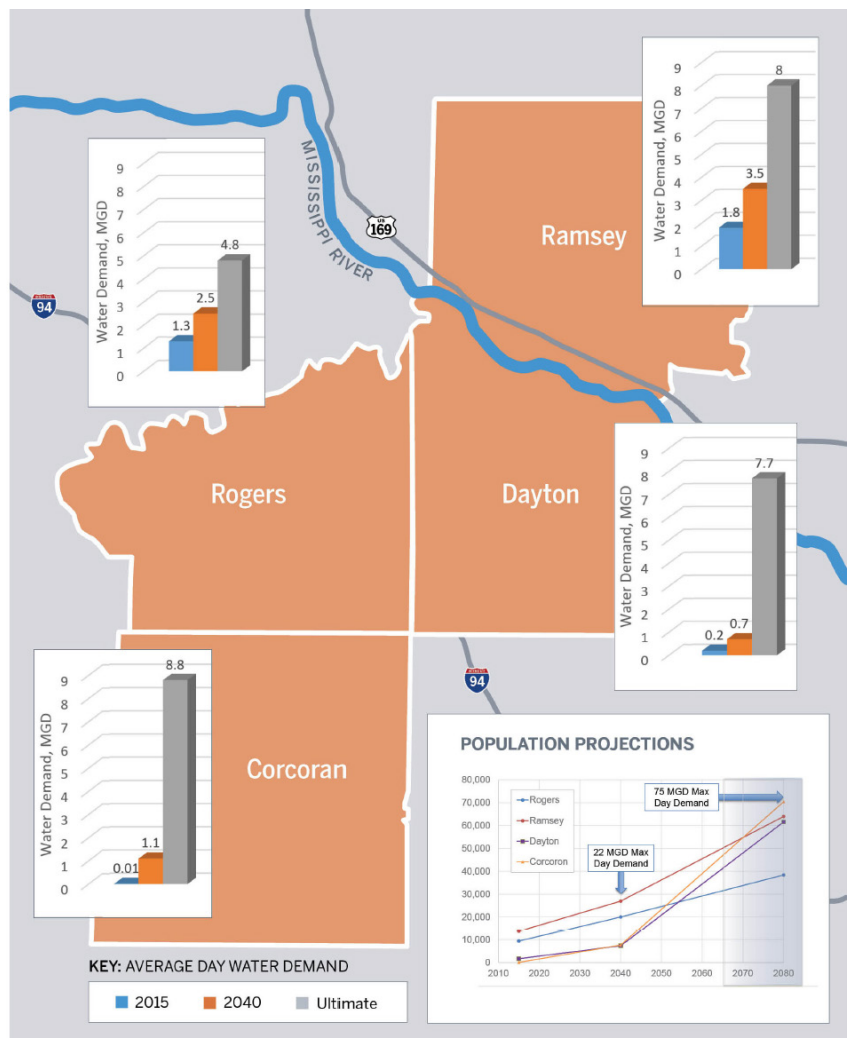 MISSISSIPPI RIVER
US
169
94
Ramsey
Rogers
Dayton
Corcoran
94
Water Demand, MGD
9
8
7
6
5
4
3
2
1
0
1.3
2.5
4.8
Water Demand, MGD
9
8
7
6
5
4
3
2
1
0
1.8
3.5
8
Water Demand, MGD
9
8
7
6
5
4
3
2
1
0
0.2
0.7
7.7
Water Demand, MGD
9
8
7
6
5
4
3
2
1
0
0.01
1.1
8.8
POPULATION PROJECTIONS
80,000
70,000
60,000
50,000
40,000
30,000
20,000
10,000
0
Rogers
Ramsey
Dayton
Corcoron
22 MGD Max
Day Demand
75 MGD Max
Day Demand
2010 2020 2030 2040 2050 2060 2070 2080
KEY: AVERAGE DAY WATER DEMAND
2015 2040 Ultimate